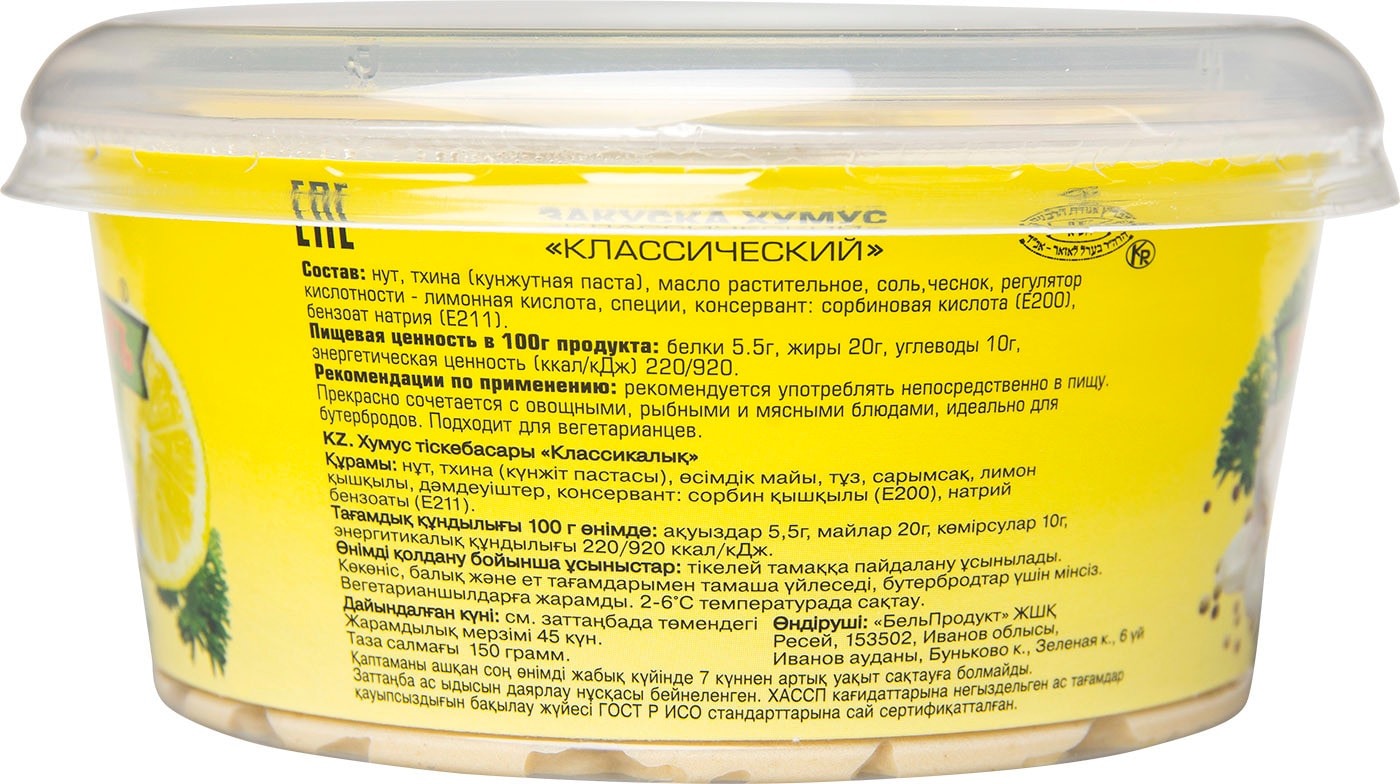 EAC
ЗАКУСКА ХУМУС
«КЛАССИЧЕСКИЙ»
KR
Состав: нут, тхина (кунжутная паста), масло растительное, соль,чеснок, регулятор
кислотности - лимонная кислота, специи, консервант: сорбиновая кислота (Е200),
бензоат натрия (Е211).
Пищевая ценность в 100г продукта: белки 5.5г, жиры 20г, углеводы 10г,
энергетическая ценность (ккал/кДж) 220/920.
Рекомендации по применению: рекомендуется употреблять непосредственно в пищу.
Прекрасно сочетается с овощными, рыбными и мясными блюдами, идеально для
бутербродов. Подходит для вегетарианцев.
KZ. Хумус тіскебасары «Классикалық»
Құрамы: нұт, тхина (күнжіт пастасы), өсімдік майы, тұз, сарымсақ, лимон
қышқылы, дәмдеуіштер, консервант: сорбин қышқылы (Е200), натрий
бензоаты (Е211).
Тағамдық құндылығы 100 г өнімде: ақуыздар 5,5г, майлар 20г, көмірсулар 10г,
энергитикалық құндылығы 220/920 ккал/кДж.
Өнімді қолдану бойынша ұсыныстар: тікелей тамаққа пайдалану ұсынылады.
Көкөніс, балық және ет тағамдарымен тамаша үйлеседі, бутербродтар үшін мінсіз.
Вегетарианшылдарға жарамды. 2-6°С температурада сақтау.
Дайындалған күні: см. заттаңбада төмендегі
Жарамдылық мерзімі 45 күн.
Таза салмағы 150 грамм.
Өндіруші: «БельПродукт» ЖШҚ
Ресей, 153502, Иванов облысы,
Иванов ауданы, Буньково к., Зеленая к., 6 үй
Қаптаманы ашқан соң өнімді жабық күйінде 7 күннен артық уақыт сақтауға болмайды.
Заттаңба ас ыдысын даярлау нұсқасы бейнеленген. ХАССП кағидаттарына негізделген ас тағамдар
қауыпсыздығын бақылау жүйесі ГОСТ Р ИСО стандарттарына сай сертификатталған.